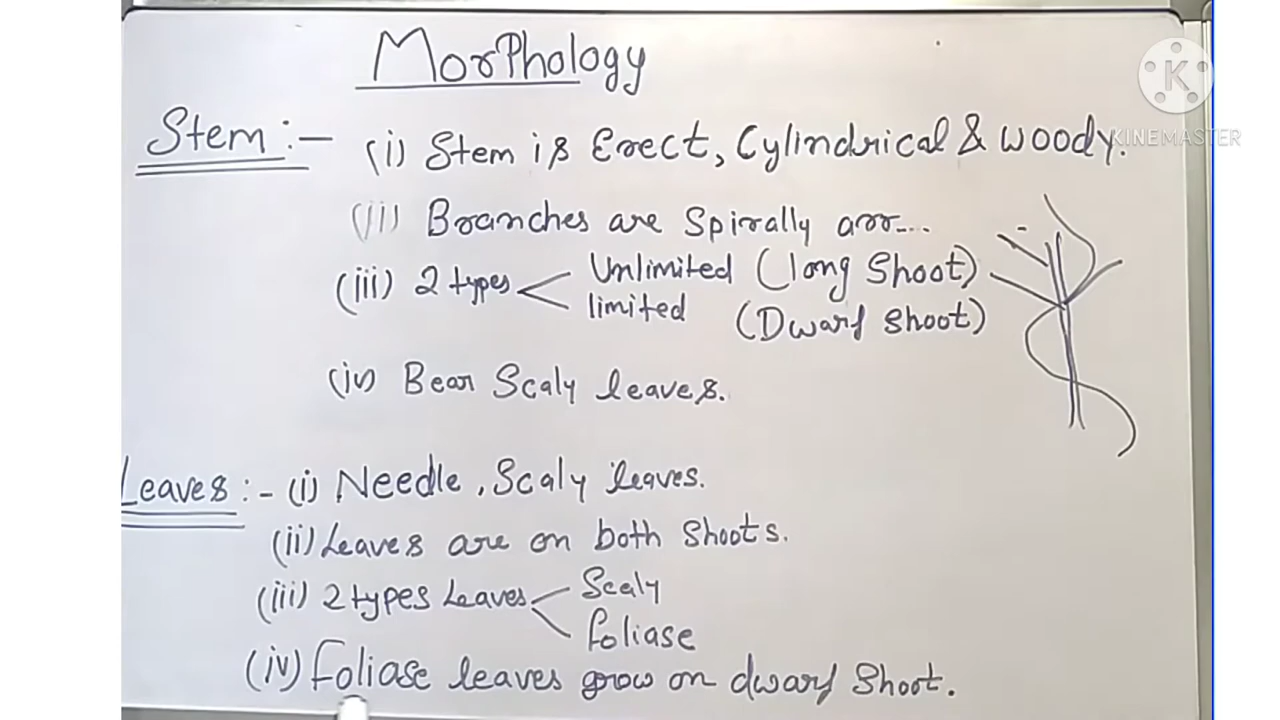 MorPhology
Stem:- (i) Stem is Erect, Cylindrical & Woody.
(ii) Branches are Spirally arr...
(iii) 2 types Unlimited (long Shoot)
limited (Dwarf shoot)
(iv) Bear Scaly leaves.
Leaves:- (i) Needle, Scaly leaves.
(ii) Leaves are on both shoots.
(iii) 2 types Leaves Scaly
foliase
(iv) Foliase leaves grow on dwarf Shoot.
K
KINEMASTER